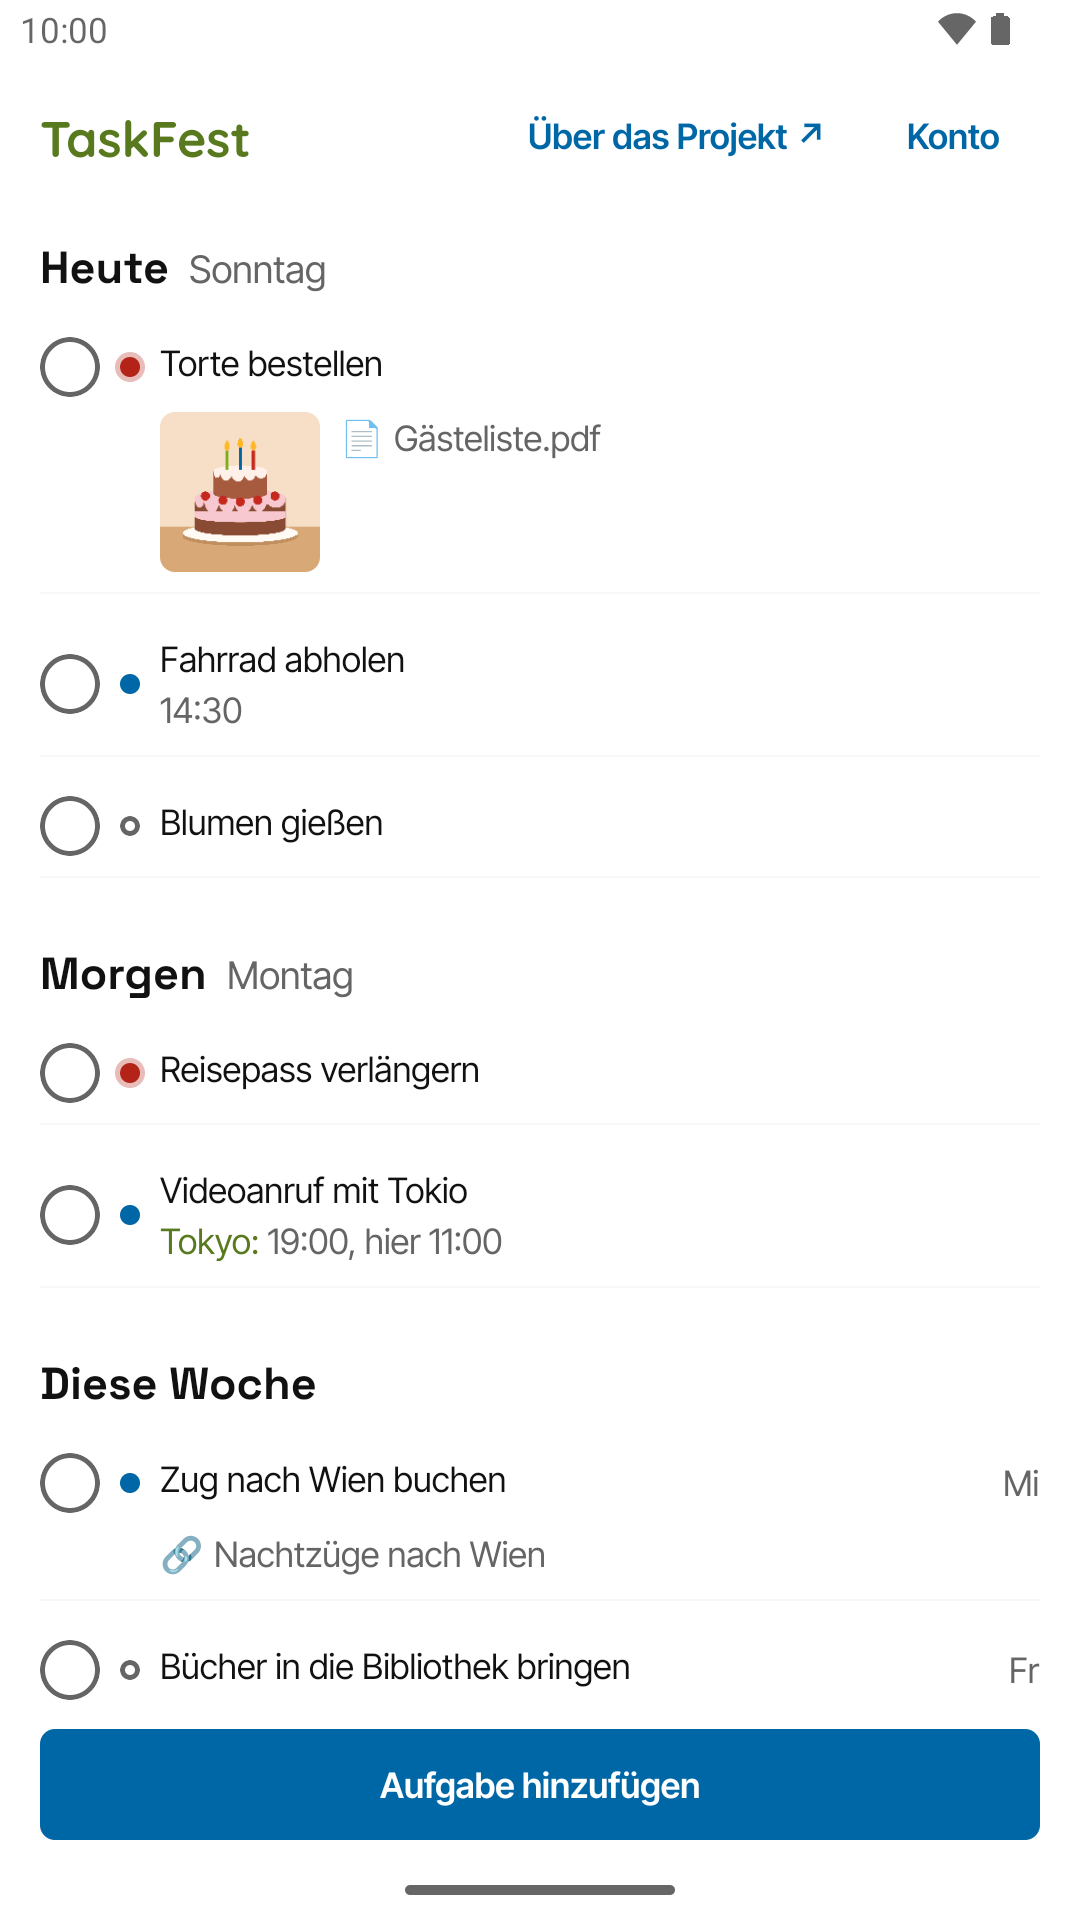 10:00
TaskFest
Über das Projekt ↗ Konto
Heute Sonntag
Torte bestellen
Gästeliste.pdf
Fahrrad abholen
14:30
Blumen gießen
Morgen Montag
Reisepass verlängern
Videoanruf mit Tokio
Tokyo: 19:00, hier 11:00
Diese Woche
Zug nach Wien buchen Mi
Nachtzüge nach Wien
Bücher in die Bibliothek bringen Fr
Aufgabe hinzufügen